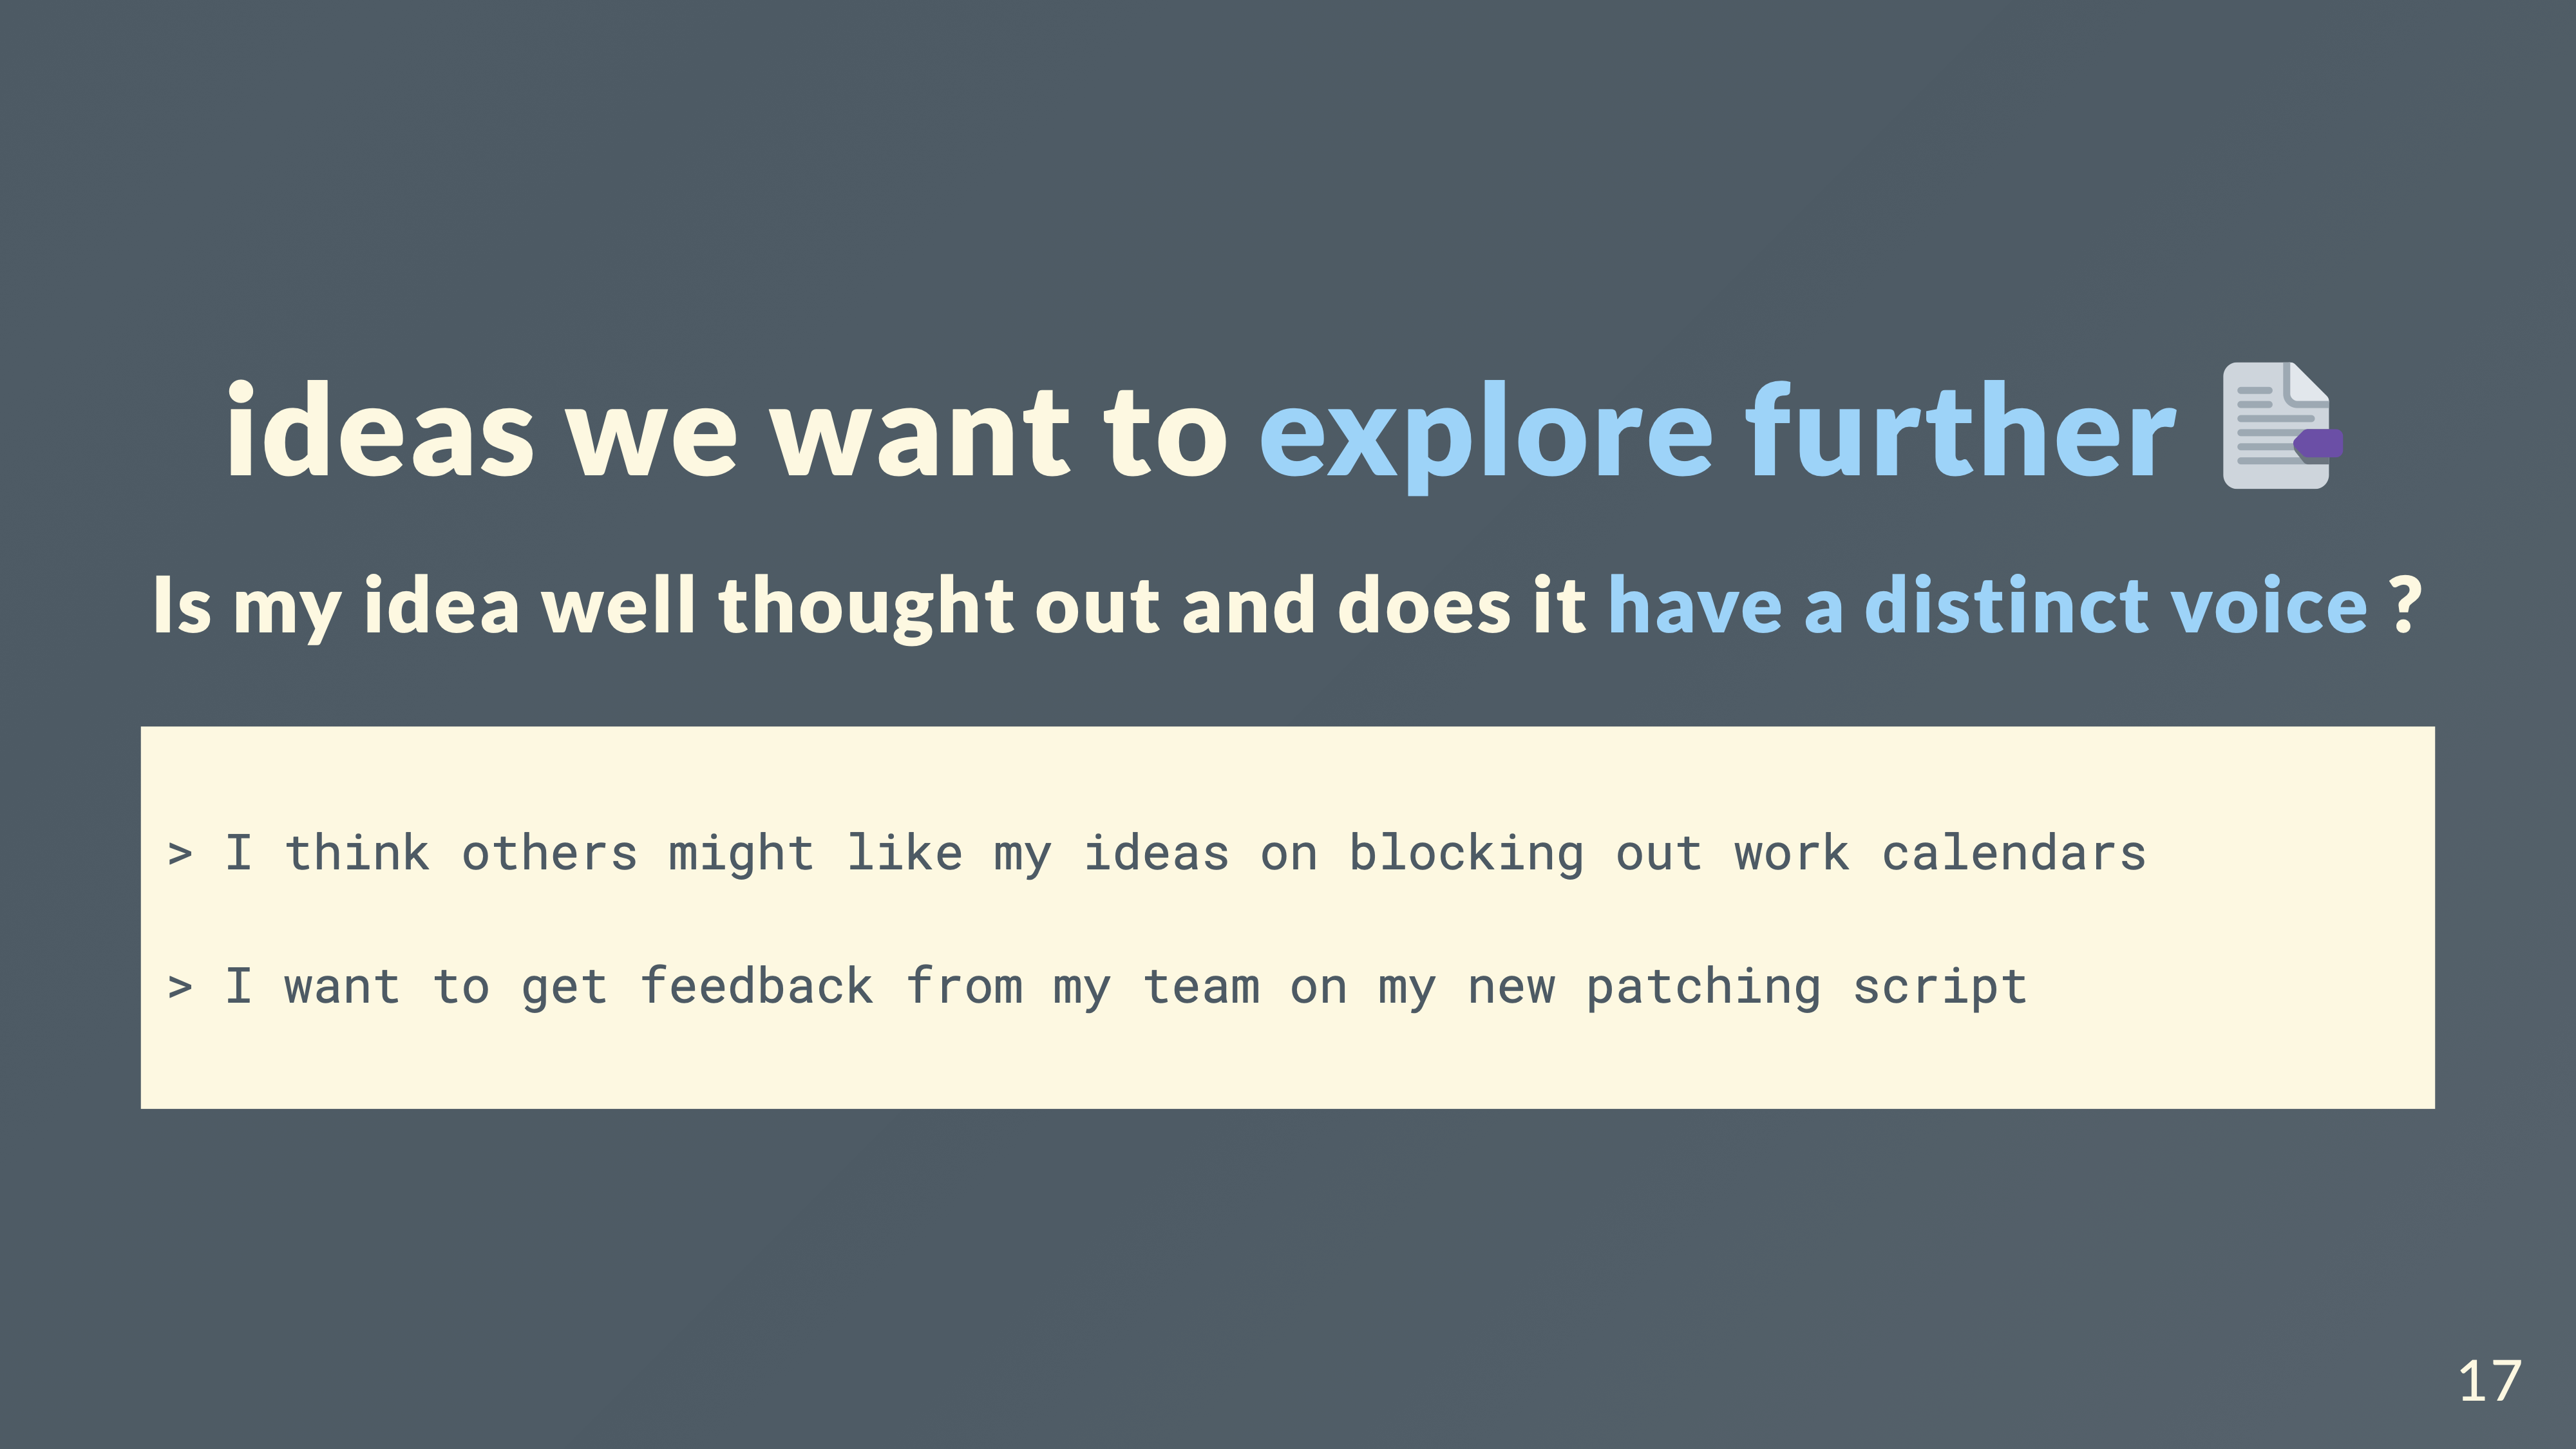 ideas we want to explore further
Is my idea well thought out and does it have a distinct voice ?
> I think others might like my ideas on blocking out work calendars
> I want to get feedback from my team on my new patching script
17